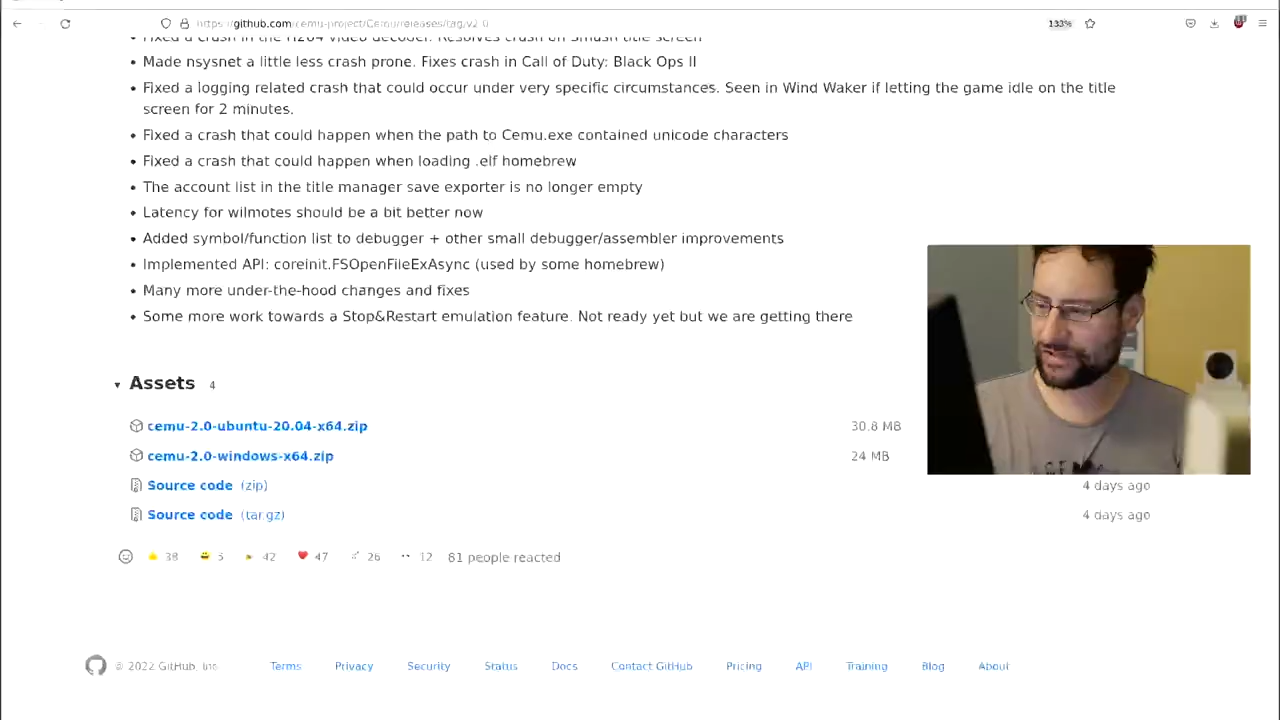 https://github.com/cemu-project/Cemu/releases/tag/v2.0
133%
Fixed a crash in the H264 video decoder. Resolves crash on Smash title screen
Made nsysnet a little less crash prone. Fixes crash in Call of Duty: Black Ops II
Fixed a logging related crash that could occur under very specific circumstances. Seen in Wind Waker if letting the game idle on the title
screen for 2 minutes.
Fixed a crash that could happen when the path to Cemu.exe contained unicode characters
Fixed a crash that could happen when loading .elf homebrew
The account list in the title manager save exporter is no longer empty
Latency for wiimotes should be a bit better now
Added symbol/function list to debugger + other small debugger/assembler improvements
Implemented API: coreinit.FSOpenFileExAsync (used by some homebrew)
Many more under-the-hood changes and fixes
Some more work towards a Stop&Restart emulation feature. Not ready yet but we are getting there
Assets 4
cemu-2.0-ubuntu-20.04-x64.zip 30.8 MB
cemu-2.0-windows-x64.zip 24 MB
Source code (zip) 4 days ago
Source code (tar.gz) 4 days ago
38 5 42 47 26 12 61 people reacted
© 2022 GitHub, Inc. Terms Privacy Security Status Docs Contact GitHub Pricing API Training Blog About